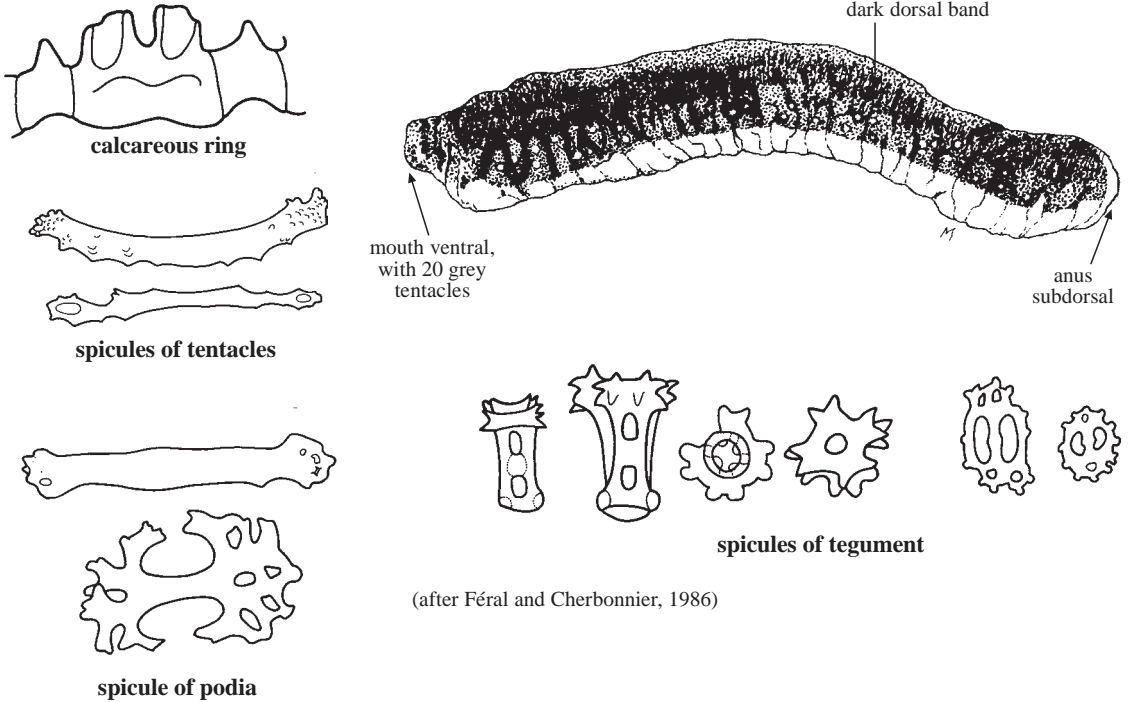 dark dorsal band
calcareous ring
mouth ventral,
with 20 grey
tentacles
anus
subdorsal
spicules of tentacles
spicules of tegument
(after Féral and Cherbonnier, 1986)
spicule of podia